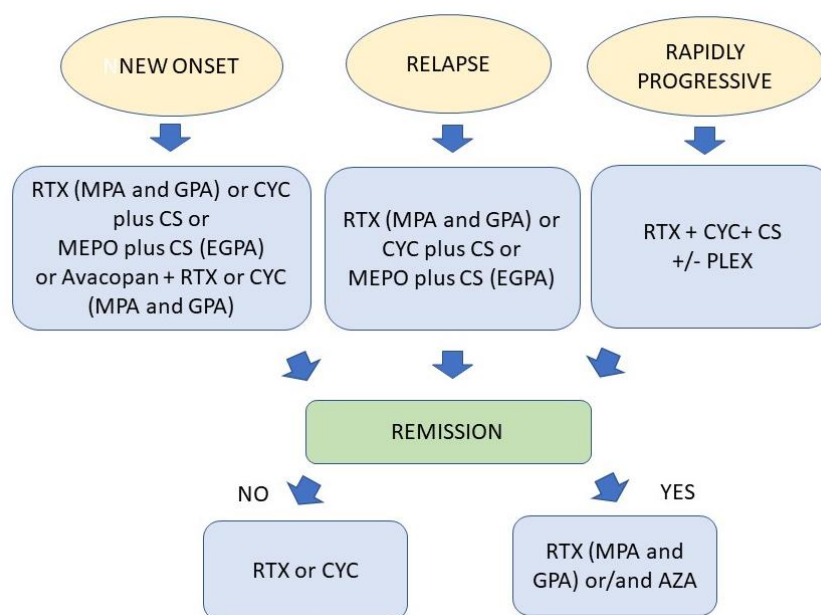 NEW ONSET
RELAPSE
RAPIDLY
PROGRESSIVE
RTX (MPA and GPA) or CYC
plus CS or
MEPO plus CS (EGPA)
or Avacopan + RTX or CYC
(MPA and GPA)
RTX (MPA and GPA) or
CYC plus CS or
MEPO plus CS (EGPA)
RTX + CYC+ CS
+/- PLEX
REMISSION
NO
YES
RTX or CYC
RTX (MPA and
GPA) or/and AZA